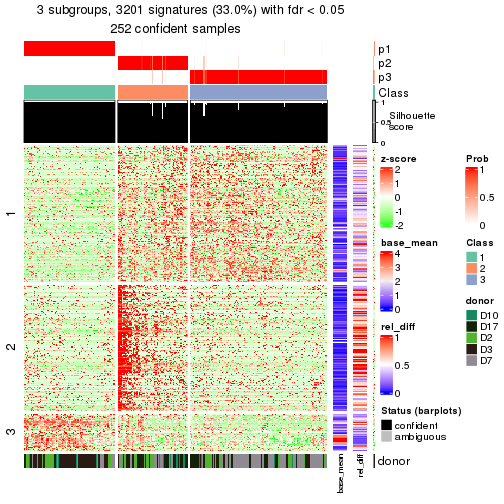 3 subgroups, 3201 signatures (33.0%) with fdr < 0.05
252 confident samples
p1
p2
p3
Class
1
0.5
0
Silhouette
score
1
2
3
z-score
2
1
0
-1
-2
Prob
1
0.5
0
base_mean
4
3
2
1
0
Class
1
2
3
rel_diff
1
0.5
0
donor
D10
D17
D2
D3
D7
Status (barplots)
confident
ambiguous
donor
base_mean
rel_diff